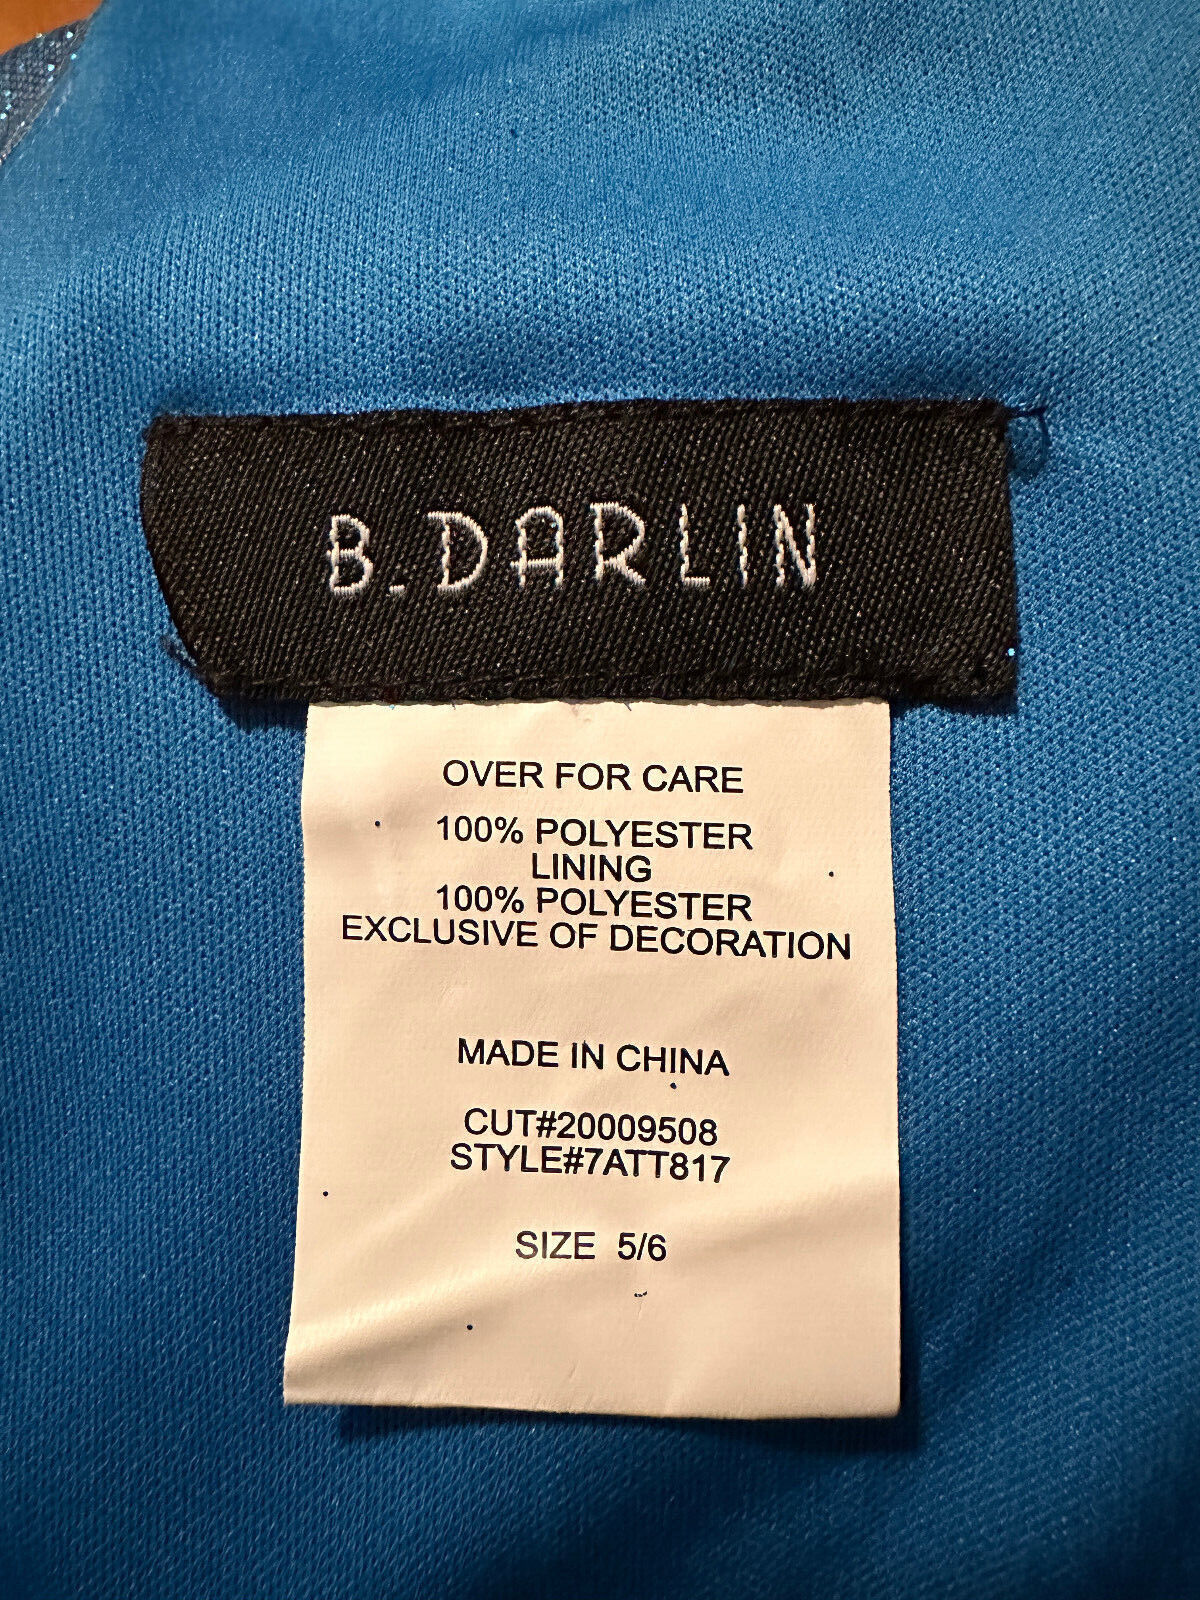 B. DARLIN
OVER FOR CARE
100% POLYESTER
LINING
100% POLYESTER
EXCLUSIVE OF DECORATION
MADE IN CHINA
CUT#20009508
STYLE#7ATT817
SIZE 5/6